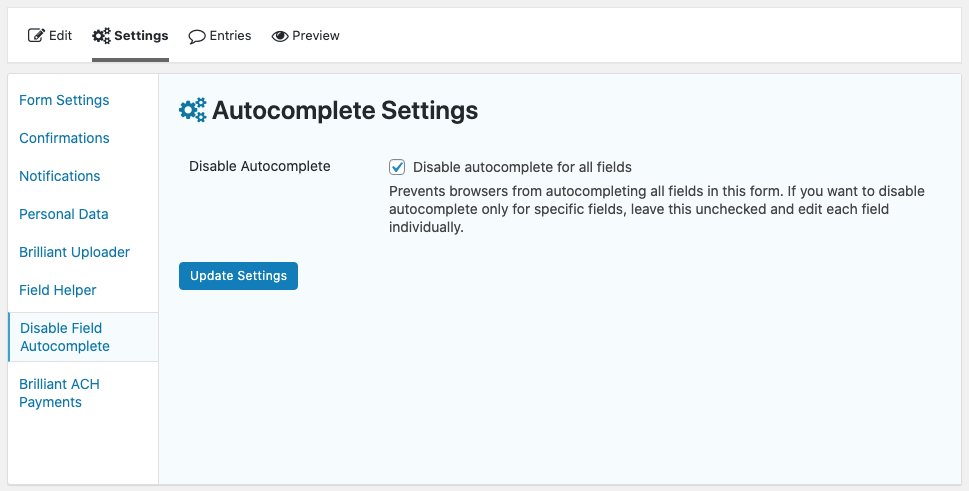 Edit Settings Entries Preview
Form Settings
Confirmations
Notifications
Personal Data
Brilliant Uploader
Field Helper
Disable Field
Autocomplete
Brilliant ACH
Payments
Autocomplete Settings
Disable Autocomplete
Disable autocomplete for all fields
Prevents browsers from autocompleting all fields in this form. If you want to disable
autocomplete only for specific fields, leave this unchecked and edit each field
individually.
Update Settings